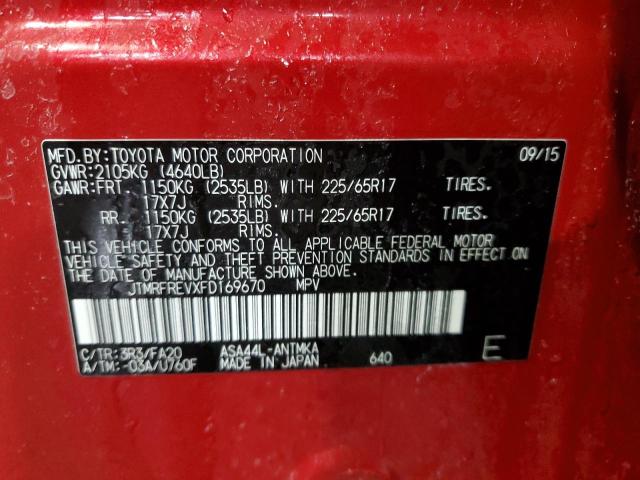 MFD.BY:TOYOTA MOTOR CORPORATION 09/15
GVWR:2105KG (4640LB)
GAWR:FRT. 1150KG (2535LB) WITH 225/65R17 TIRES.
17X7J RIMS.
RR. 1150KG (2535LB) WITH 225/65R17 TIRES.
17X7J RIMS.
THIS VEHICLE CONFORMS TO ALL APPLICABLE FEDERAL MOTOR
VEHICLE SAFETY AND THEFT PREVENTION STANDARDS IN EFFECT ON
THE DATE OF MANUFACTURE SHOWN ABOVE.
JTMRFREVXFD169670 MPV
C/TR:3R3/FA20 ASA44L-ANTMKA
A/TM:-03A/U760F MADE IN JAPAN 640 E